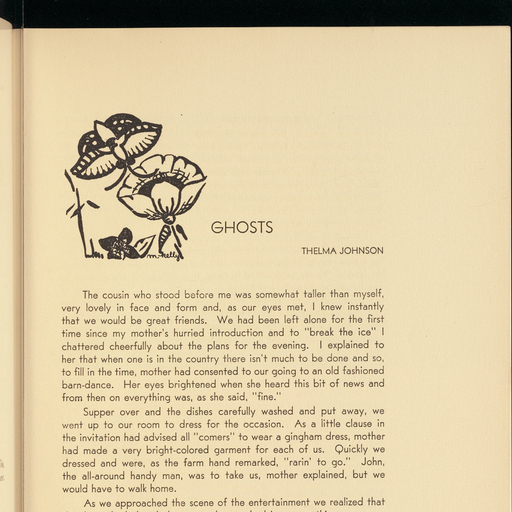 m-kelly
GHOSTS
THELMA JOHNSON
The cousin who stood before me was somewhat taller than myself,
very lovely in face and form and, as our eyes met, I knew instantly
that we would be great friends. We had been left alone for the first
time since my mother's hurried introduction and to "break the ice" I
chattered cheerfully about the plans for the evening. I explained to
her that when one is in the country there isn't much to be done and so,
to fill in the time, mother had consented to our going to an old fashioned
barn-dance. Her eyes brightened when she heard this bit of news and
from then on everything was, as she said, "fine."
Supper over and the dishes carefully washed and put away, we
went up to our room to dress for the occasion. As a little clause in
the invitation had advised all "comers" to wear a gingham dress, mother
had made a very bright-colored garment for each of us. Quickly we
dressed and were, as the farm hand remarked, "rarin' to go." John,
the all-around handy man, was to take us, mother explained, but we
would have to walk home.
As we approached the scene of the entertainment we realized that